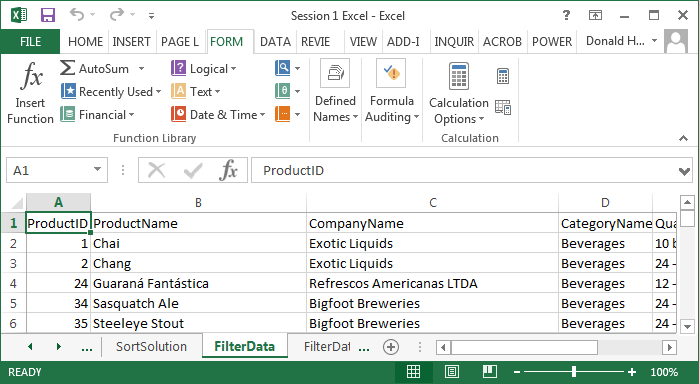 Session 1 Excel - Excel
FILE HOME INSERT PAGE L FORM DATA REVIE VIEW ADD-I INQUIR ACROB POWER Donald H...
fx Insert Function
Σ AutoSum
Recently Used
Financial
Logical
Text
Date & Time
θ
Function Library
Defined Names
Formula Auditing
Calculation Options
Calculation
A1 fx ProductID
A B C D
1 ProductID ProductName CompanyName CategoryName Qua
2 1 Chai Exotic Liquids Beverages 10 b
3 2 Chang Exotic Liquids Beverages 24 -
4 24 Guaraná Fantástica Refrescos Americanas LTDA Beverages 12 -
5 34 Sasquatch Ale Bigfoot Breweries Beverages 24 -
6 35 Steeleye Stout Bigfoot Breweries Beverages 24 -
... SortSolution FilterData FilterDat ...
READY 100%